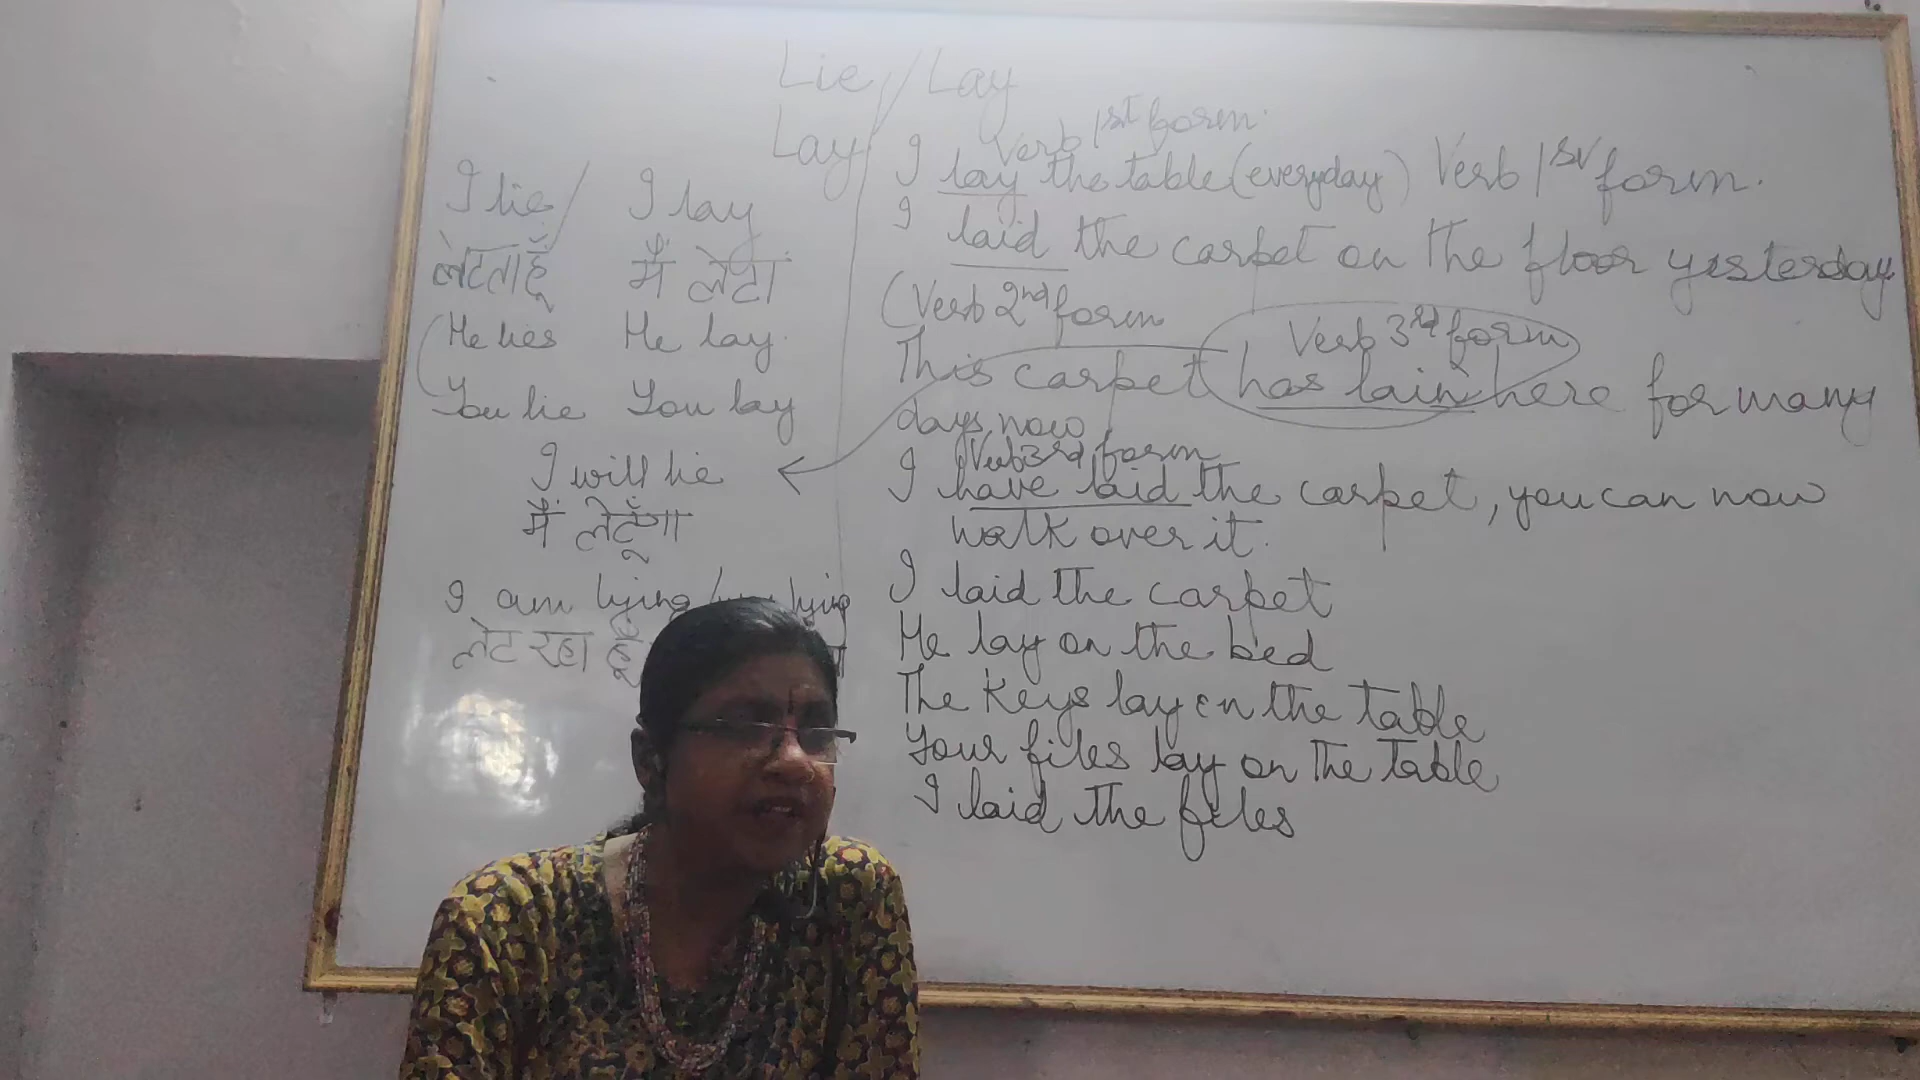 Lie / Lay
Lay
I lie / I lay
लेटता हूँ मैं लेटा
He lies He lay.
You lie You lay
I will lie
मैं लेटूँगा
I am lying / lying
लेट रहा हूँ
Verb 1st form.
I lay the table (everyday) Verb 1st form.
I laid the carpet on the floor yesterday
(Verb 2nd form
Verb 3rd form
This carpet has lain here for many
days now
Verb 3rd form
I have laid the carpet, you can now
walk over it.
I laid the carpet
He lay on the bed
The keys lay on the table
Your files lay on the table
I laid the files